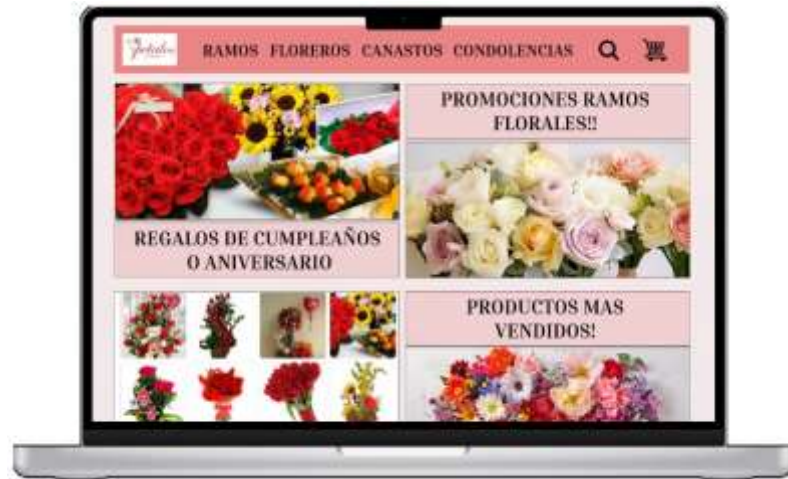 RAMOS FLOREROS CANASTOS CONDOLENCIAS
PROMOCIONES RAMOS
FLORALES!!
REGALOS DE CUMPLEAÑOS
O ANIVERSARIO
PRODUCTOS MAS
VENDIDOS!